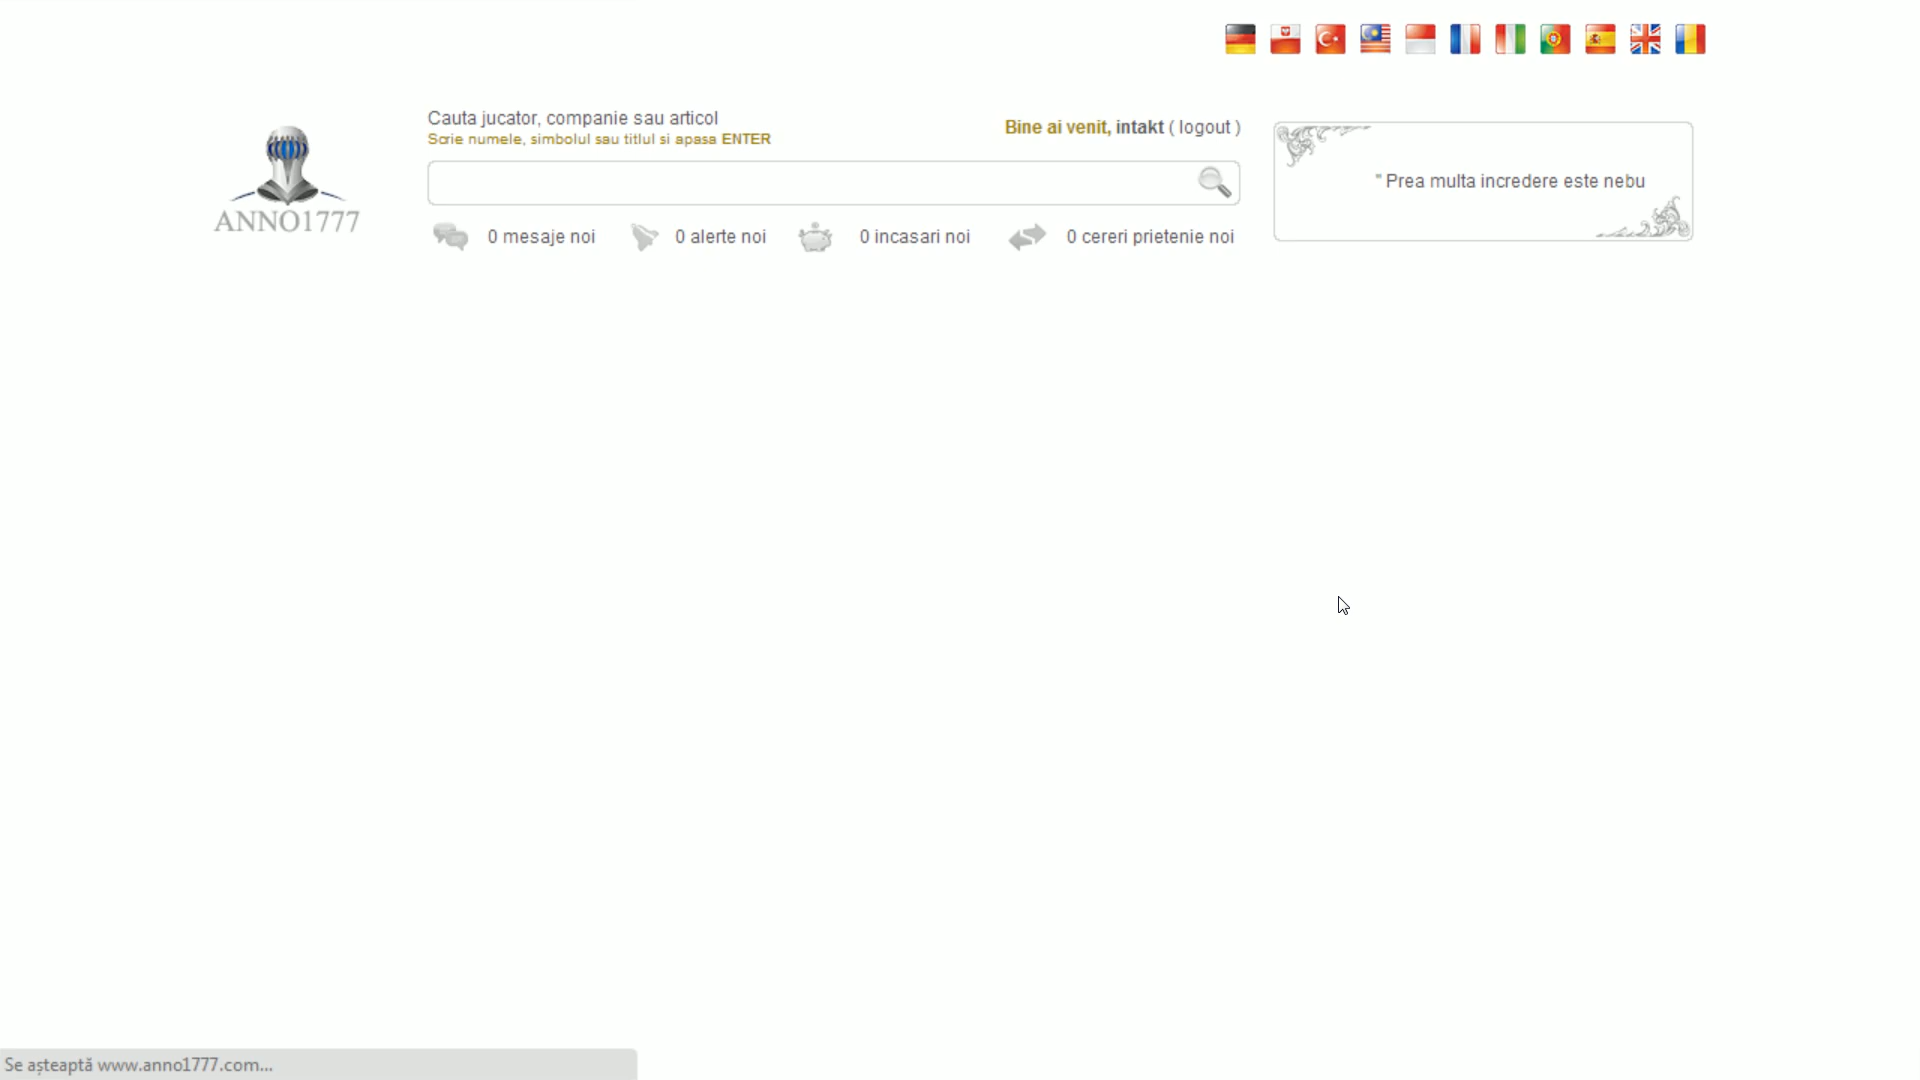 Cauta jucator, companie sau articol
Scrie numele, simbolul sau titlul si apasa ENTER
Bine ai venit, intakt ( logout )
" Prea multa incredere este nebu
ANNO1777
0 mesaje noi
0 alerte noi
0 incasari noi
0 cereri prietenie noi
Se așteaptă www.anno1777.com...